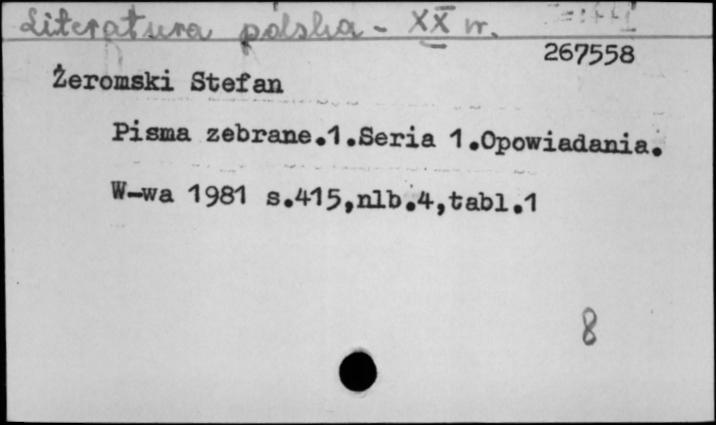 Literatura polska - XX w.
267558
Żeromski Stefan
Pisma zebrane.1.Seria 1.Opowiadania.
W-wa 1981 s.415,nlb.4,tabl.1
8